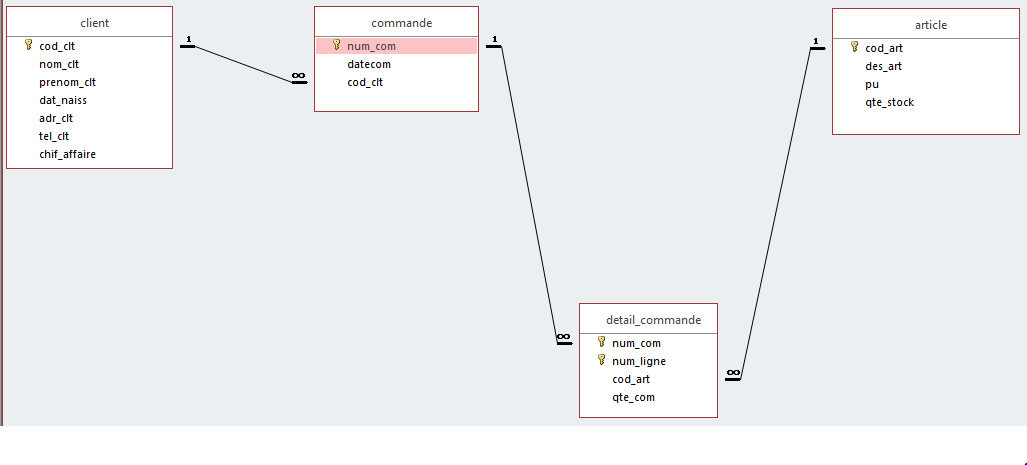 client
cod_clt
nom_clt
prenom_clt
dat_naiss
adr_clt
tel_clt
chif_affaire
1
∞
commande
num_com
datecom
cod_clt
1
∞
detail_commande
num_com
num_ligne
cod_art
qte_com
∞
1
article
cod_art
des_art
pu
qte_stock